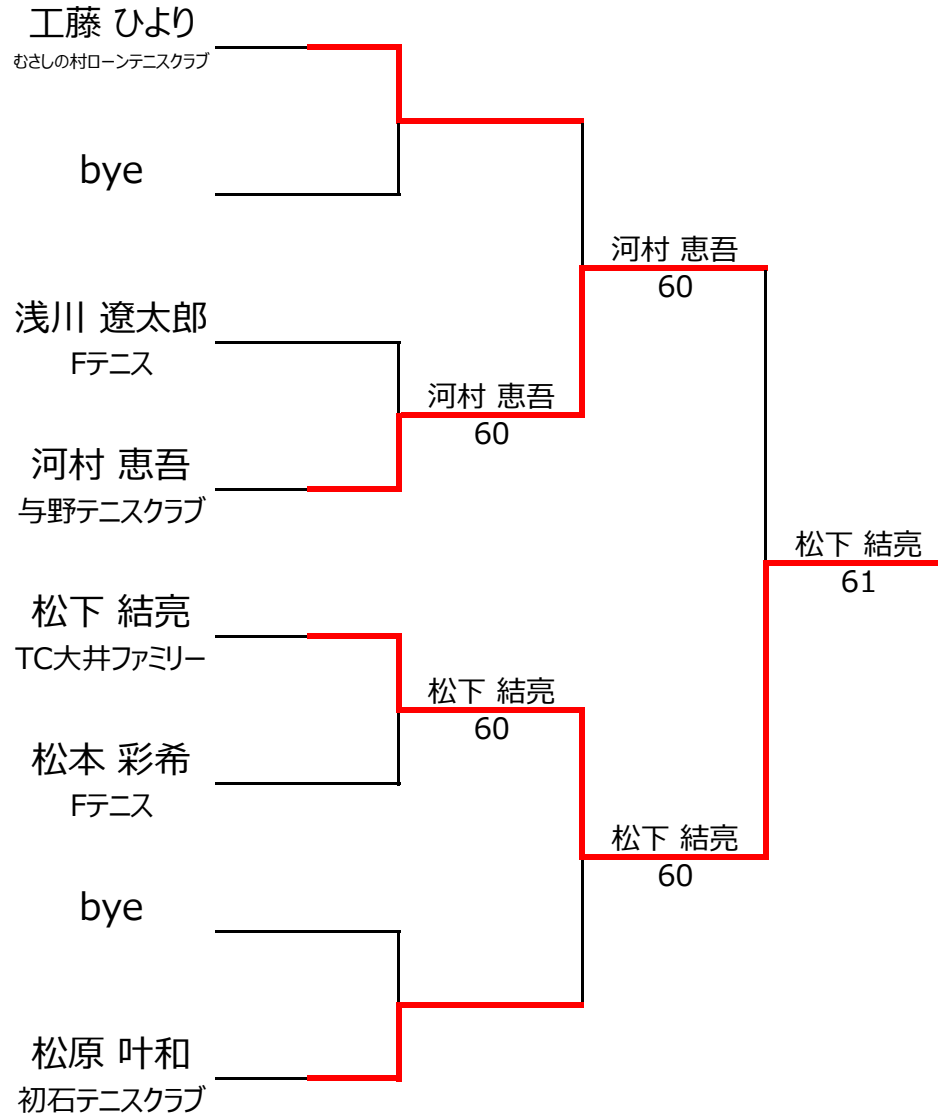 工藤 ひより
むさしの村ローンテニスクラブ
bye
浅川 遼太郎
Fテニス
河村 恵吾
与野テニスクラブ
松下 結亮
TC大井ファミリー
松本 彩希
Fテニス
bye
松原 叶和
初石テニスクラブ
河村 恵吾
60
松下 結亮
60
河村 恵吾
60
松下 結亮
60
松下 結亮
61